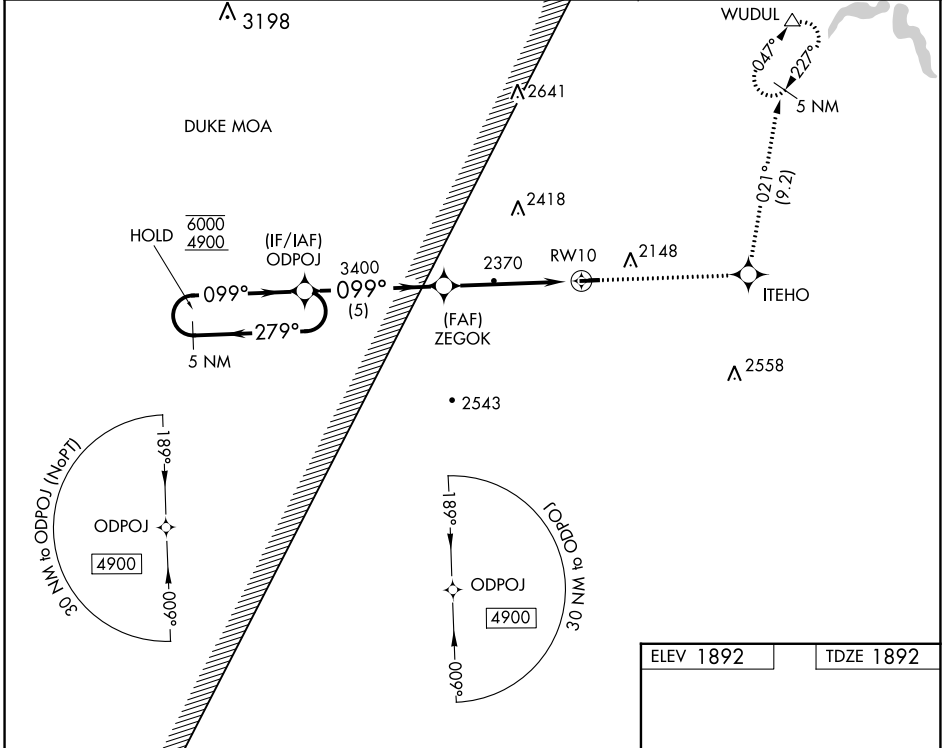 3198
WUDUL
047°
227°
5 NM
2641
DUKE MOA
021°
(9.2)
2418
HOLD
6000
4900
(IF/IAF)
ODPOJ
3400
099°
099°
(5)
2370
RW10
2148
ITEHO
279°
(FAF)
ZEGOK
5 NM
2558
2543
30 NM to ODPOJ (NoPT)
189°
ODPOJ
4900
009°
189°
30 NM to ODPOJ
ODPOJ
4900
009°
ELEV 1892
TDZE 1892